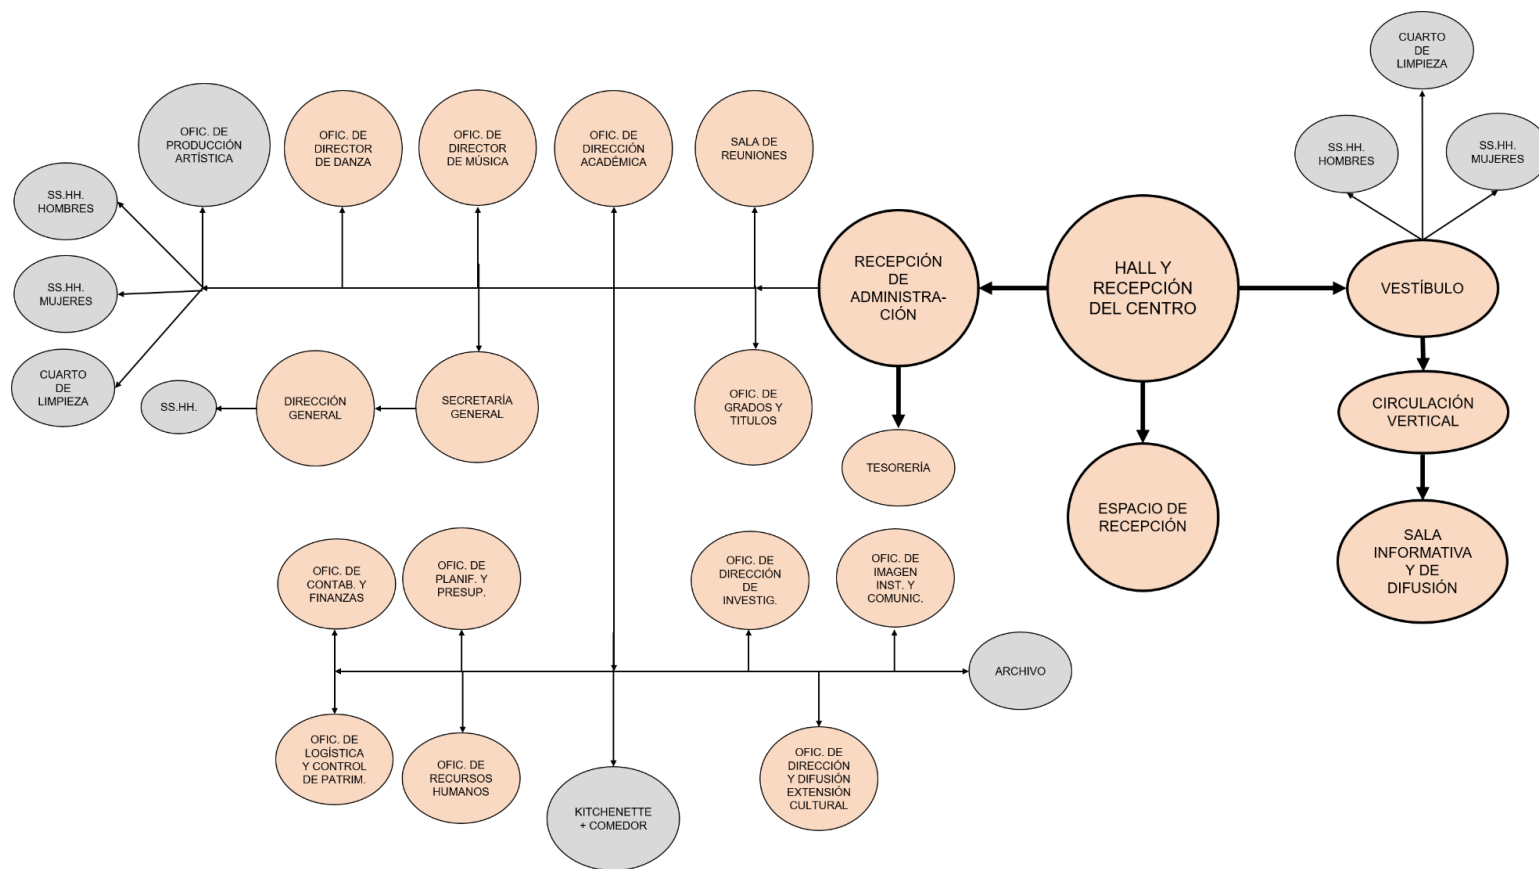 CUARTO
DE
LIMPIEZA
OFIC. DE
PRODUCCIÓN
ARTÍSTICA
OFIC. DE
DIRECTOR
DE DANZA
OFIC. DE
DIRECTOR
DE MÚSICA
OFIC. DE
DIRECCIÓN
ACADÉMICA
SALA DE
REUNIONES
SS.HH.
HOMBRES
SS.HH.
MUJERES
SS.HH.
HOMBRES
SS.HH.
MUJERES
CUARTO
DE
LIMPIEZA
RECEPCIÓN
DE
ADMINISTRA-
CIÓN
HALL Y
RECEPCIÓN
DEL CENTRO
VESTÍBULO
SS.HH.
DIRECCIÓN
GENERAL
SECRETARÍA
GENERAL
OFIC. DE
GRADOS Y
TITULOS
TESORERÍA
CIRCULACIÓN
VERTICAL
ESPACIO DE
RECEPCIÓN
SALA
INFORMATIVA
Y DE
DIFUSIÓN
OFIC. DE
CONTAB. Y
FINANZAS
OFIC. DE
PLANIF. Y
PRESUP.
OFIC. DE
DIRECCIÓN
DE
INVESTIG.
OFIC. DE
IMAGEN
INST. Y
COMUNIC.
ARCHIVO
OFIC. DE
LOGÍSTICA
Y CONTROL
DE PATRIM.
OFIC. DE
RECURSOS
HUMANOS
KITCHENETTE
+ COMEDOR
OFIC. DE
DIRECCIÓN
Y DIFUSIÓN
EXTENSIÓN
CULTURAL